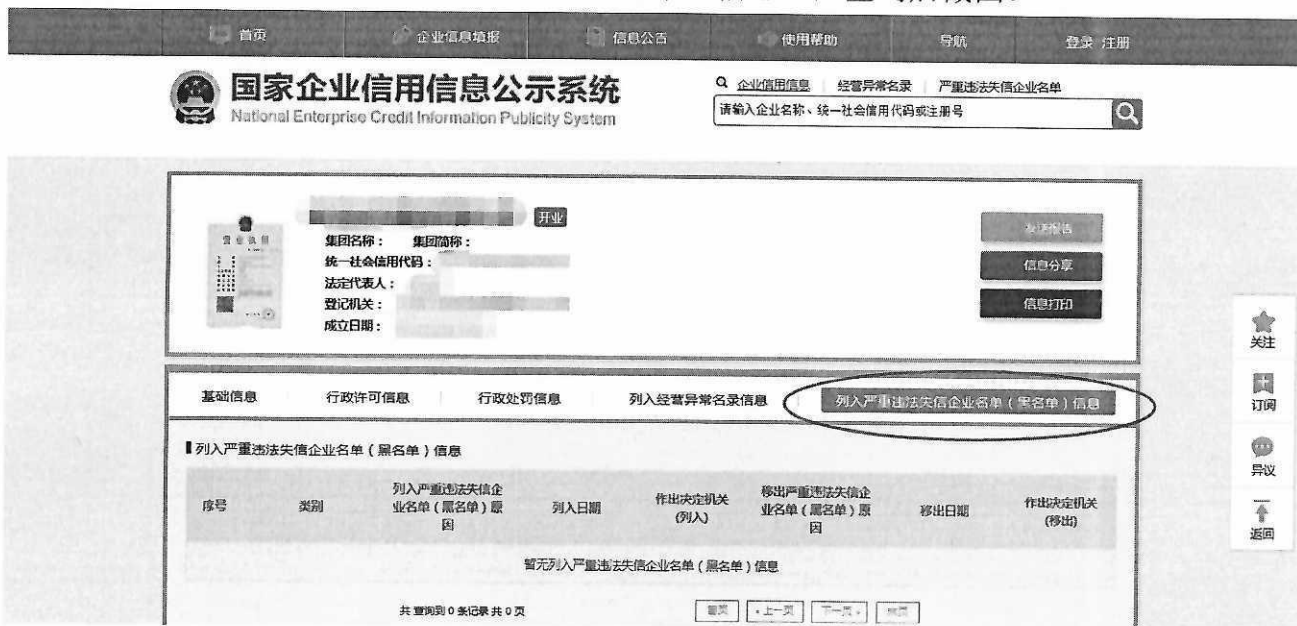 首页 企业信息填报 信息公告 使用帮助 导航 登录 注册
国家企业信用信息公示系统
National Enterprise Credit Information Publicity System
企业信用信息 经营异常名录 严重违法失信企业名单
请输入企业名称、统一社会信用代码或注册号
开业
营业执照
集团名称： 集团简称：
统一社会信用代码：
法定代表人：
登记机关：
成立日期：
发送报告
信息分享
信息打印
关注
订阅
异议
返回
基础信息 行政许可信息 行政处罚信息 列入经营异常名录信息 列入严重违法失信企业名单（黑名单）信息
列入严重违法失信企业名单（黑名单）信息
序号 类别 列入严重违法失信企业名单（黑名单）原因 列入日期 作出决定机关(列入) 移出严重违法失信企业名单（黑名单）原因 移出日期 作出决定机关(移出)
暂无列入严重违法失信企业名单（黑名单）信息
共 查询到 0 条记录 共 0 页 首页 上一页 下一页 末页